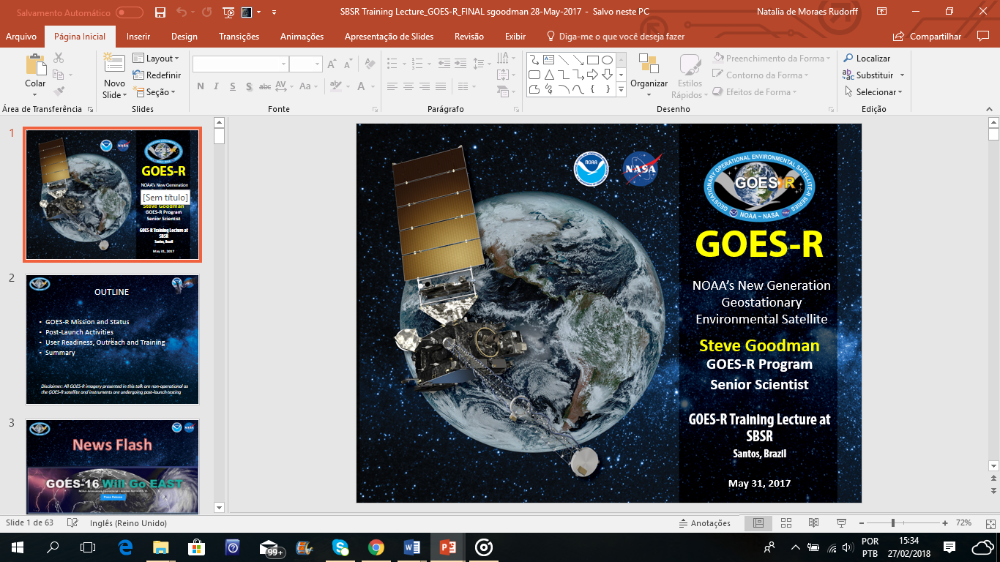 Salvamento Automático
SBSR Training Lecture_GOES-R_FINAL sgoodman 28-May-2017 - Salvo neste PC
Natalia de Moraes Rudorff
Arquivo Página Inicial Inserir Design Transições Animações Apresentação de Slides Revisão Exibir Diga-me o que você deseja fazer Compartilhar
Colar
Área de Transferência
Novo
Slide
Layout
Redefinir
Seção
Slides
N I S S abc AV Aa A
Fonte
Parágrafo
Organizar
Estilos
Rápidos
Preenchimento da Forma
Contorno da Forma
Efeitos de Forma
Desenho
Localizar
Substituir
Selecionar
Edição
1
NASA
GOES-R
GOES-R
NOAA's New Generation
[Sem título]
Steve Goodman
GOES-R Program
Senior Scientist
GOES-R Training Lecture at
SBSR
Santos, Brazil
May 31, 2017
2
OUTLINE
• GOES-R Mission and Status
• Post-Launch Activities
• User Readiness, Outreach and Training
• Summary
Disclaimer: All GOES-R imagery presented in this talk are non-operational as
the GOES-R satellite and instruments are undergoing post-launch testing
3
News Flash
GOES-16 Will Go EAST
Press Release
NOAA
NASA
GEOSTATIONARY OPERATIONAL ENVIRONMENTAL SATELLITE-R SERIES
GOES R
NOAA ~ NASA
GOES-R
NOAA's New Generation
Geostationary
Environmental Satellite
Steve Goodman
GOES-R Program
Senior Scientist
GOES-R Training Lecture at
SBSR
Santos, Brazil
May 31, 2017
Slide 1 de 63
Inglês (Reino Unido)
Anotações
72%
99+
POR
PTB
15:34
27/02/2018